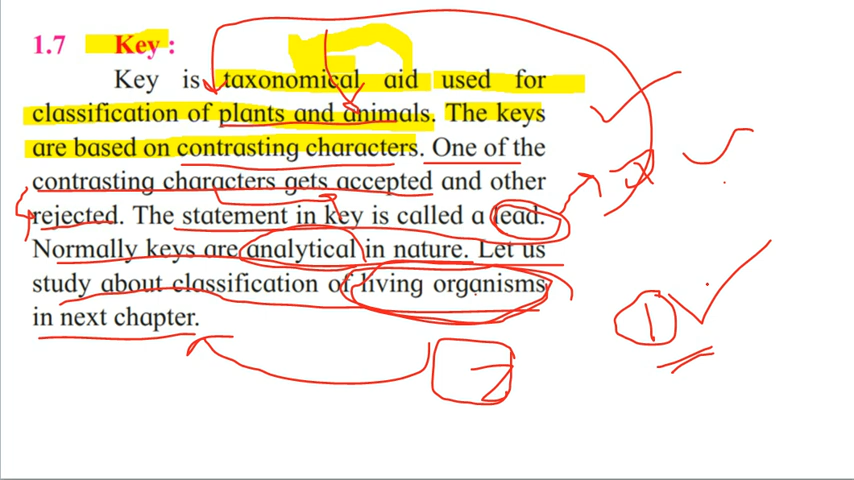 1.7 Key :
Key is taxonomical aid used for
classification of plants and animals. The keys
are based on contrasting characters. One of the
contrasting characters gets accepted and other
rejected. The statement in key is called a lead.
Normally keys are analytical in nature. Let us
study about classification of living organisms
in next chapter.
1
2